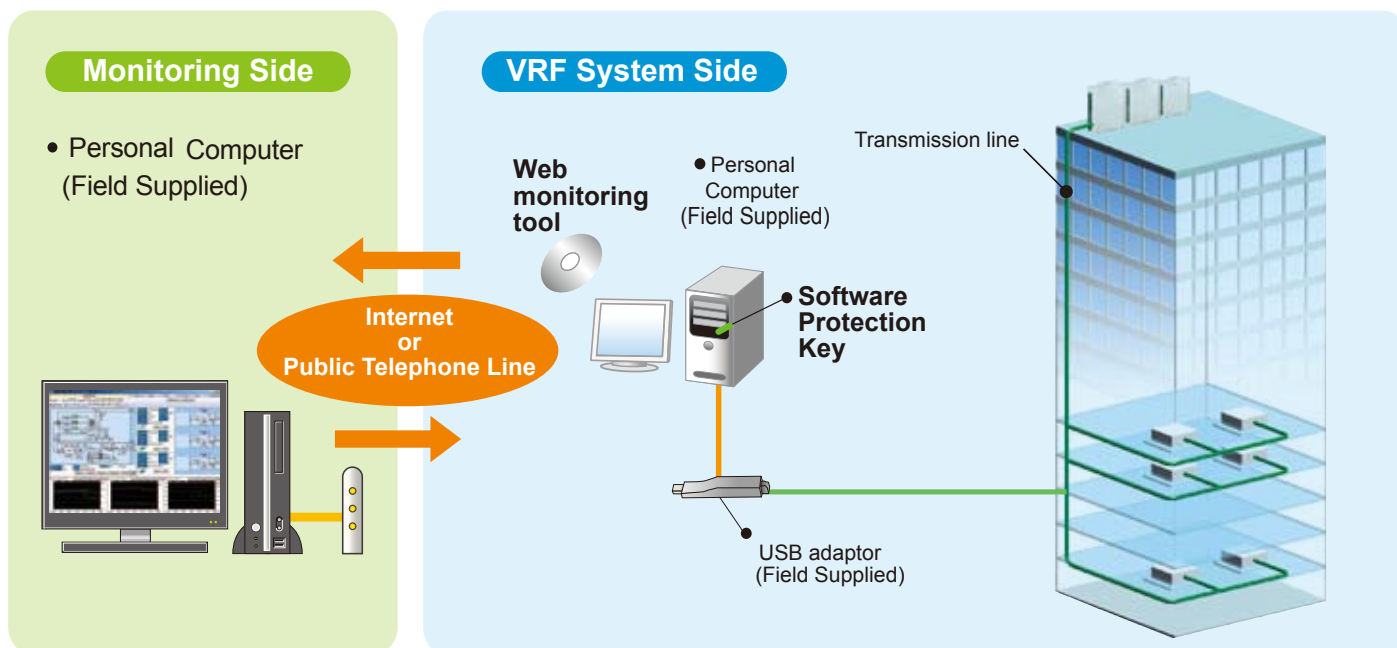 Monitoring Side
• Personal Computer
(Field Supplied)
VRF System Side
Web
monitoring
tool
• Personal
Computer
(Field Supplied)
• Software
Protection
Key
Transmission line
Internet
or
Public Telephone Line
USB adaptor
(Field Supplied)